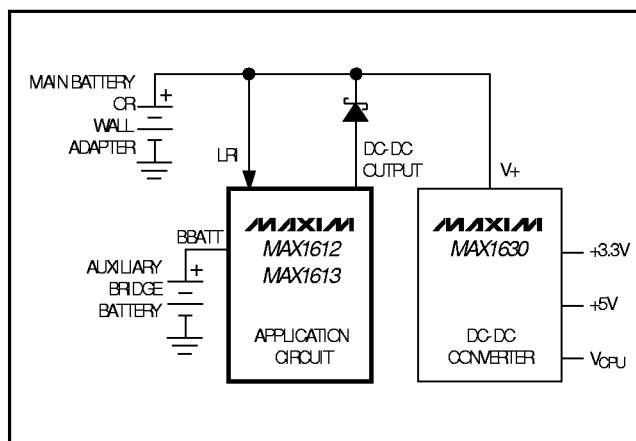 MAIN BATTERY
OR
WALL
ADAPTER
+
LRI
DC-DC
OUTPUT
V+
BBATT
AUXILIARY
BRIDGE
BATTERY
+
MAXIM
MAX1612
MAX1613
APPLICATION
CIRCUIT
MAXIM
MAX1630
DC-DC
CONVERTER
+3.3V
+5V
VCPU